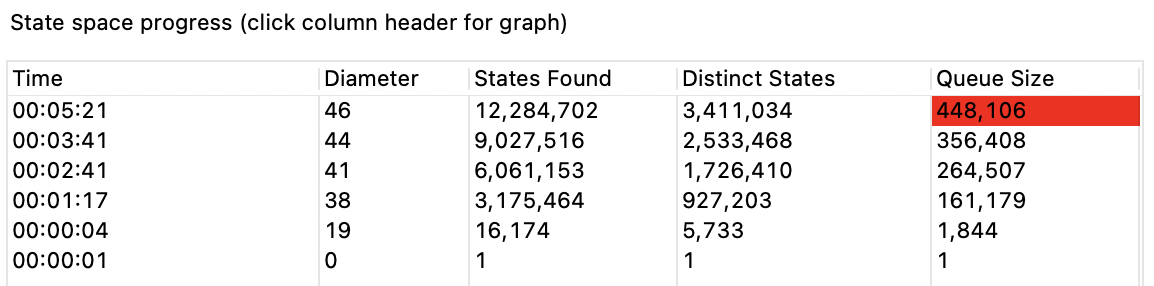 State space progress (click column header for graph)
Time Diameter States Found Distinct States Queue Size
00:05:21 46 12,284,702 3,411,034 448,106
00:03:41 44 9,027,516 2,533,468 356,408
00:02:41 41 6,061,153 1,726,410 264,507
00:01:17 38 3,175,464 927,203 161,179
00:00:04 19 16,174 5,733 1,844
00:00:01 0 1 1 1